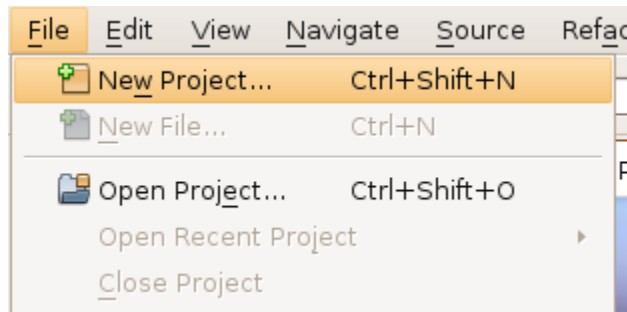 File Edit View Navigate Source Refac
New Project... Ctrl+Shift+N
New File... Ctrl+N
Open Project... Ctrl+Shift+O
Open Recent Project
Close Project